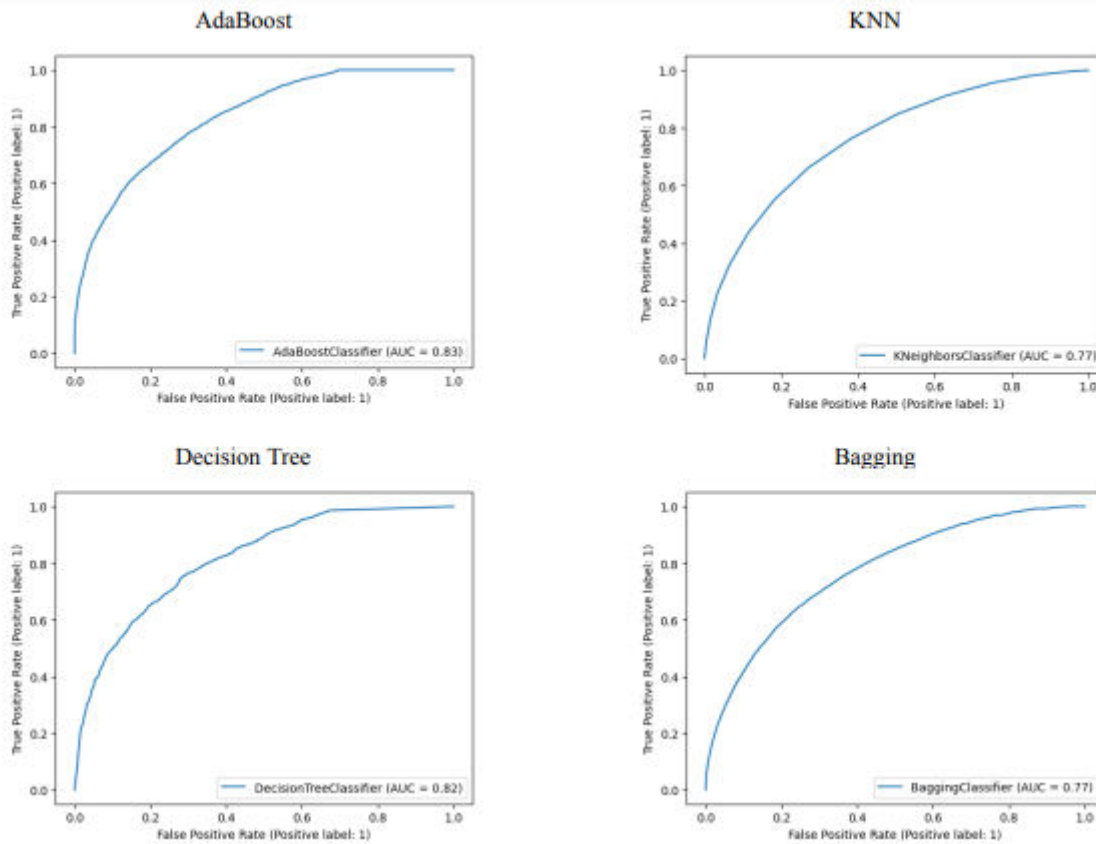 AdaBoost
1.0
0.8
0.6
0.4
0.2
0.0
True Positive Rate (Positive label: 1)
AdaBoostClassifier (AUC = 0.83)
0.0 0.2 0.4 0.6 0.8 1.0
False Positive Rate (Positive label: 1)
KNN
1.0
0.8
0.6
0.4
0.2
0.0
True Positive Rate (Positive label: 1)
KNeighborsClassifier (AUC = 0.77)
0.0 0.2 0.4 0.6 0.8 1.0
False Positive Rate (Positive label: 1)
Decision Tree
1.0
0.8
0.6
0.4
0.2
0.0
True Positive Rate (Positive label: 1)
DecisionTreeClassifier (AUC = 0.82)
0.0 0.2 0.4 0.6 0.8 1.0
False Positive Rate (Positive label: 1)
Bagging
1.0
0.8
0.6
0.4
0.2
0.0
True Positive Rate (Positive label: 1)
BaggingClassifier (AUC = 0.77)
0.0 0.2 0.4 0.6 0.8 1.0
False Positive Rate (Positive label: 1)